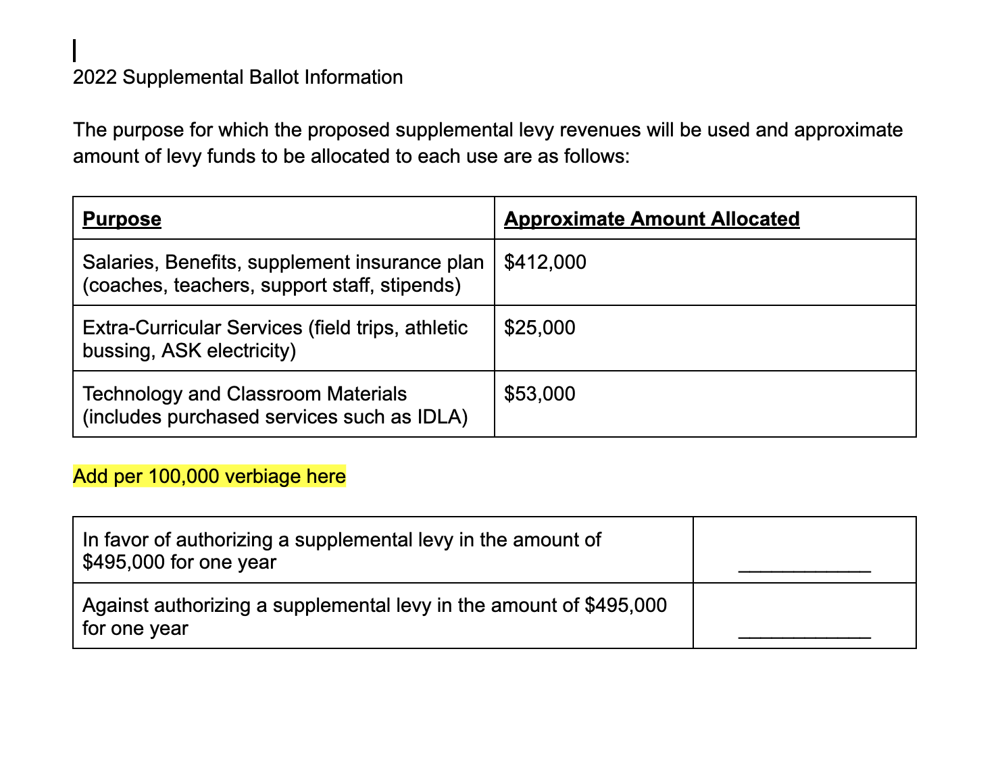 2022 Supplemental Ballot Information
The purpose for which the proposed supplemental levy revenues will be used and approximate
amount of levy funds to be allocated to each use are as follows:
Purpose
Approximate Amount Allocated
Salaries, Benefits, supplement insurance plan
(coaches, teachers, support staff, stipends)
$412,000
Extra-Curricular Services (field trips, athletic
bussing, ASK electricity)
$25,000
Technology and Classroom Materials
(includes purchased services such as IDLA)
$53,000
Add per 100,000 verbiage here
In favor of authorizing a supplemental levy in the amount of
$495,000 for one year
____________
Against authorizing a supplemental levy in the amount of $495,000
for one year
____________